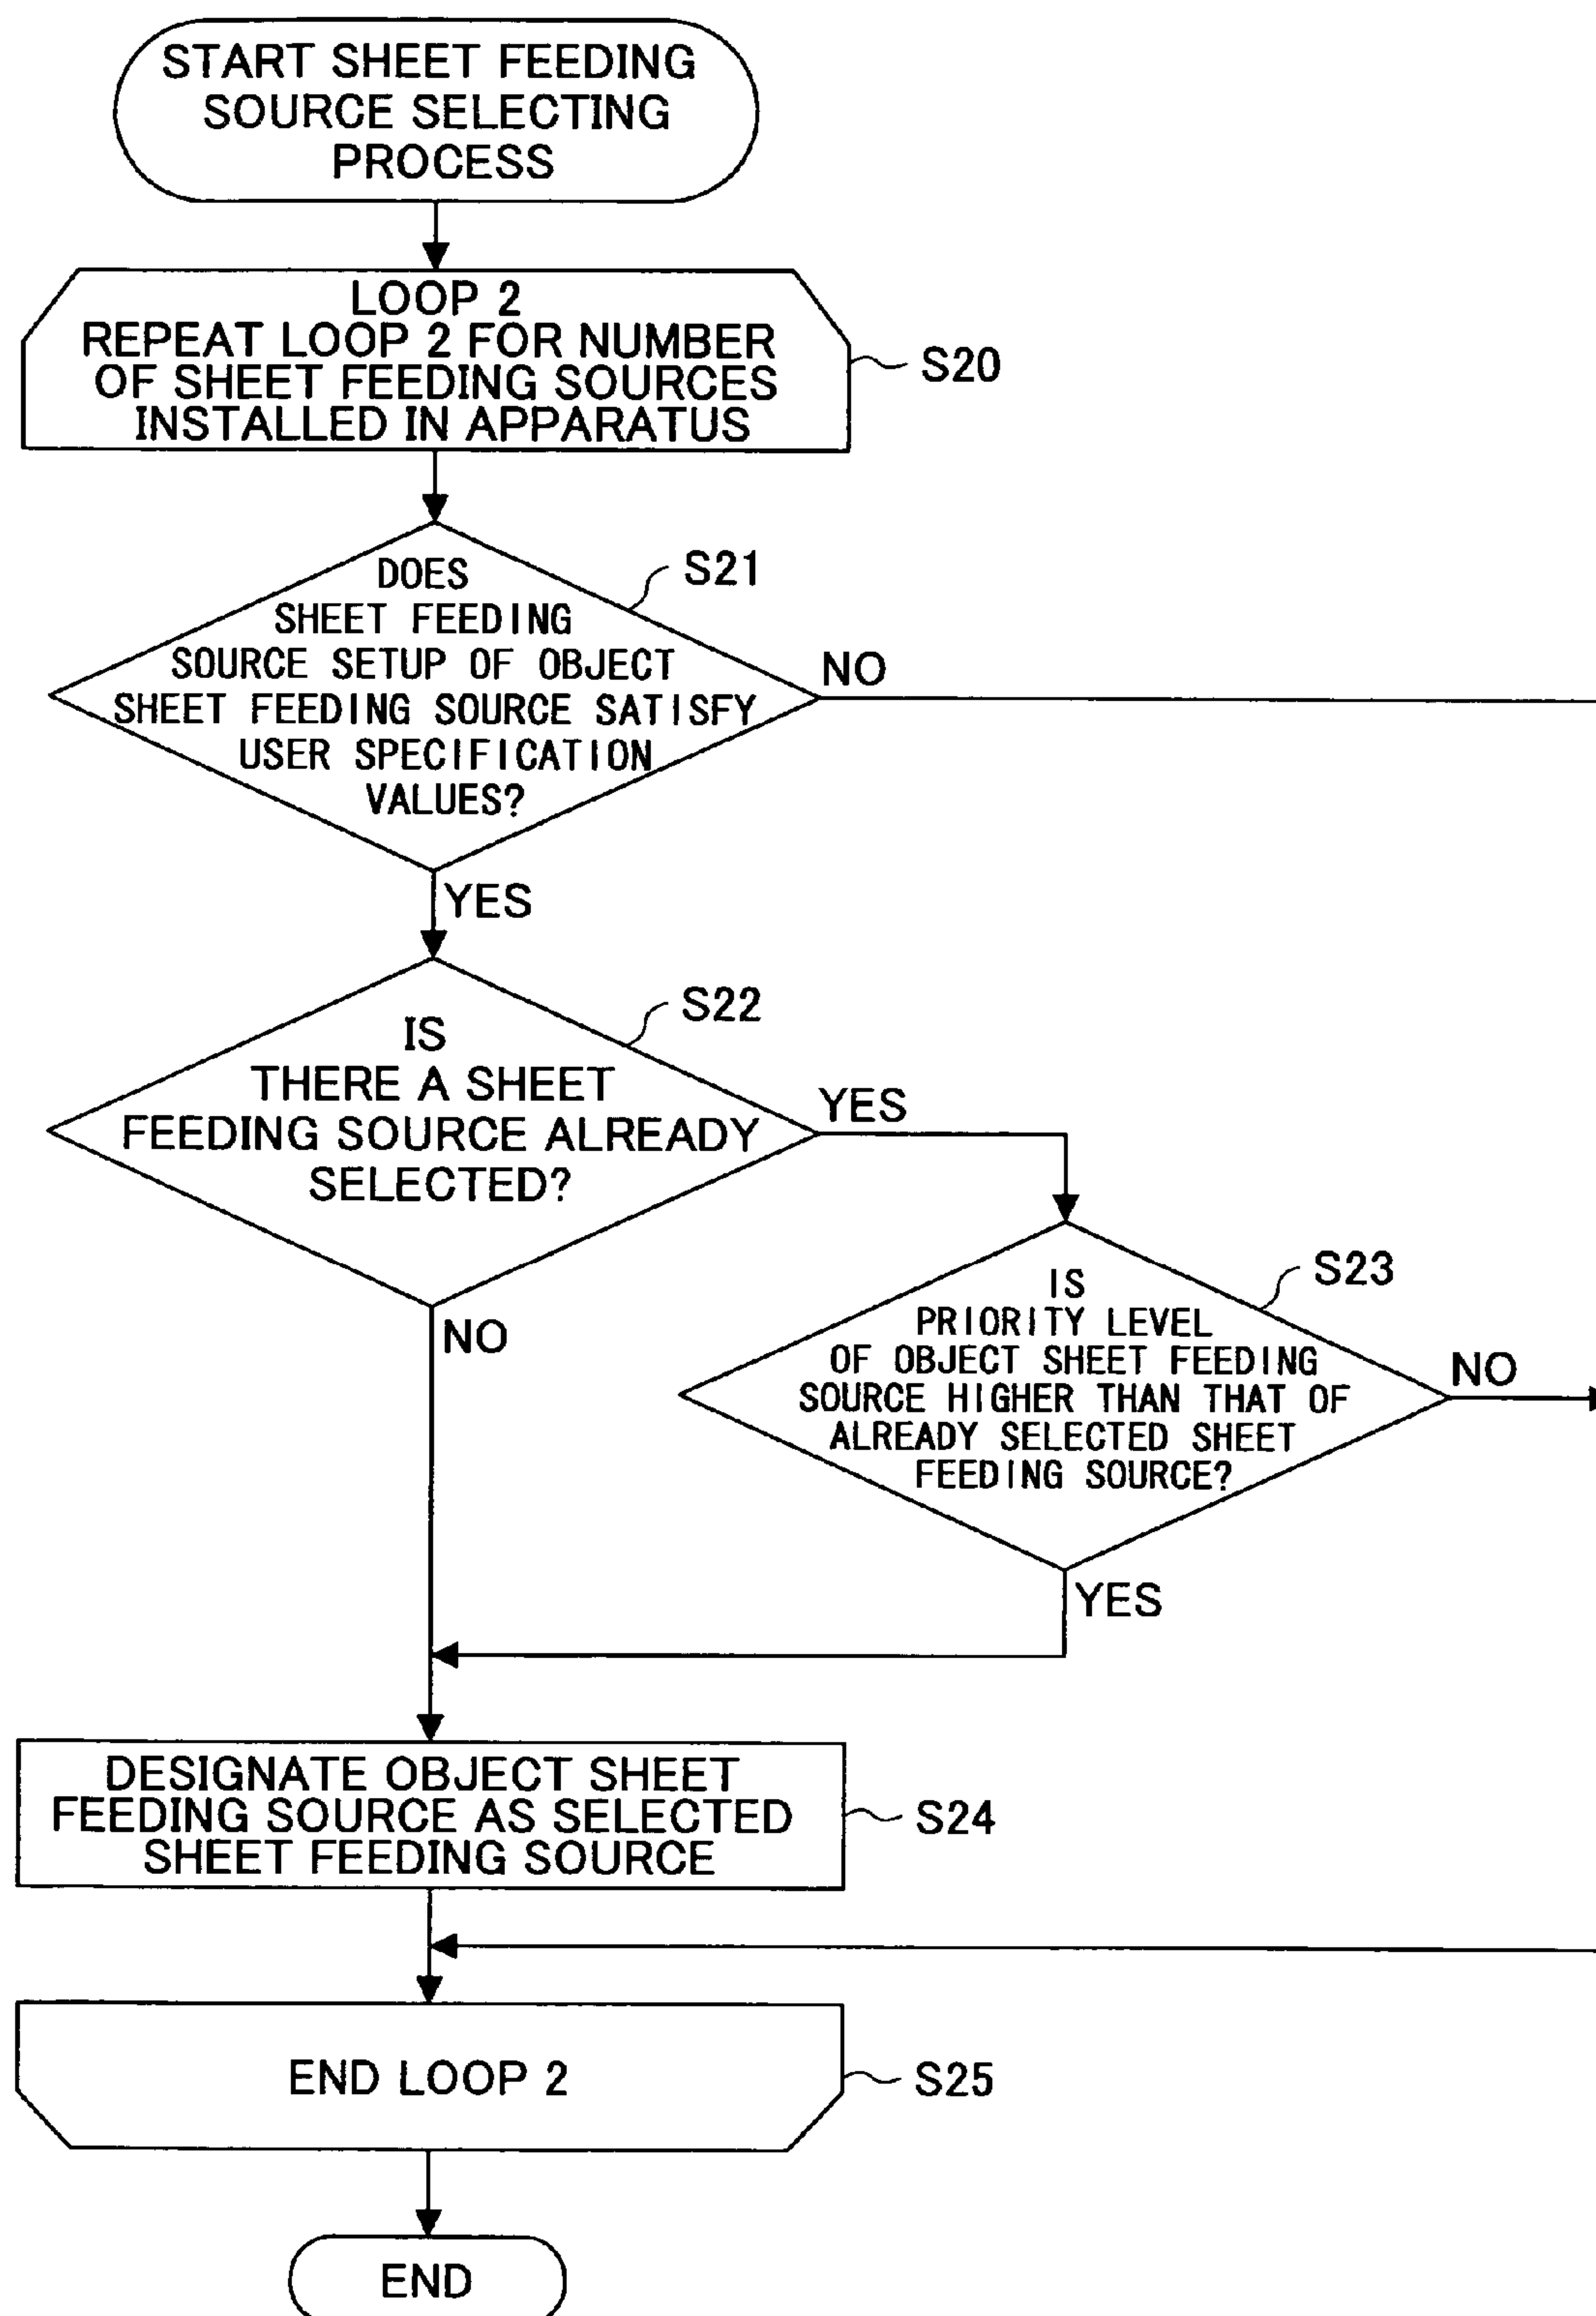 START SHEET FEEDING
SOURCE SELECTING
PROCESS
LOOP 2
REPEAT LOOP 2 FOR NUMBER
OF SHEET FEEDING SOURCES
INSTALLED IN APPARATUS
S20
DOES
SHEET FEEDING
SOURCE SETUP OF OBJECT
SHEET FEEDING SOURCE SATISFY
USER SPECIFICATION
VALUES?
S21
NO
YES
IS
THERE A SHEET
FEEDING SOURCE ALREADY
SELECTED?
S22
YES
NO
IS
PRIORITY LEVEL
OF OBJECT SHEET FEEDING
SOURCE HIGHER THAN THAT OF
ALREADY SELECTED SHEET
FEEDING SOURCE?
S23
NO
YES
DESIGNATE OBJECT SHEET
FEEDING SOURCE AS SELECTED
SHEET FEEDING SOURCE
S24
END LOOP 2
S25
END